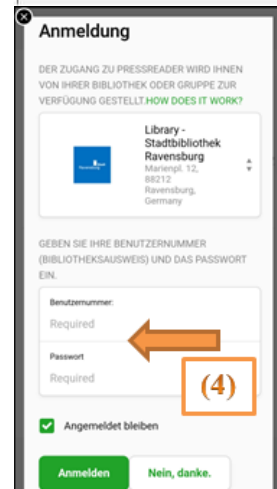 Anmeldung
DER ZUGANG ZU PRESSREADER WIRD IHNEN
VON IHRER BIBLIOTHEK ODER GRUPPE ZUR
VERFÜGUNG GESTELLT.HOW DOES IT WORK?
Library -
Stadtbibliothek
Ravensburg
Marienpl. 12,
88212
Ravensburg,
Germany
GEBEN SIE IHRE BENUTZERNUMMER
(BIBLIOTHEKSAUSWEIS) UND DAS PASSWORT
EIN.
Benutzernummer:
Required
Passwort
Required
(4)
Angemeldet bleiben
Anmelden
Nein, danke.